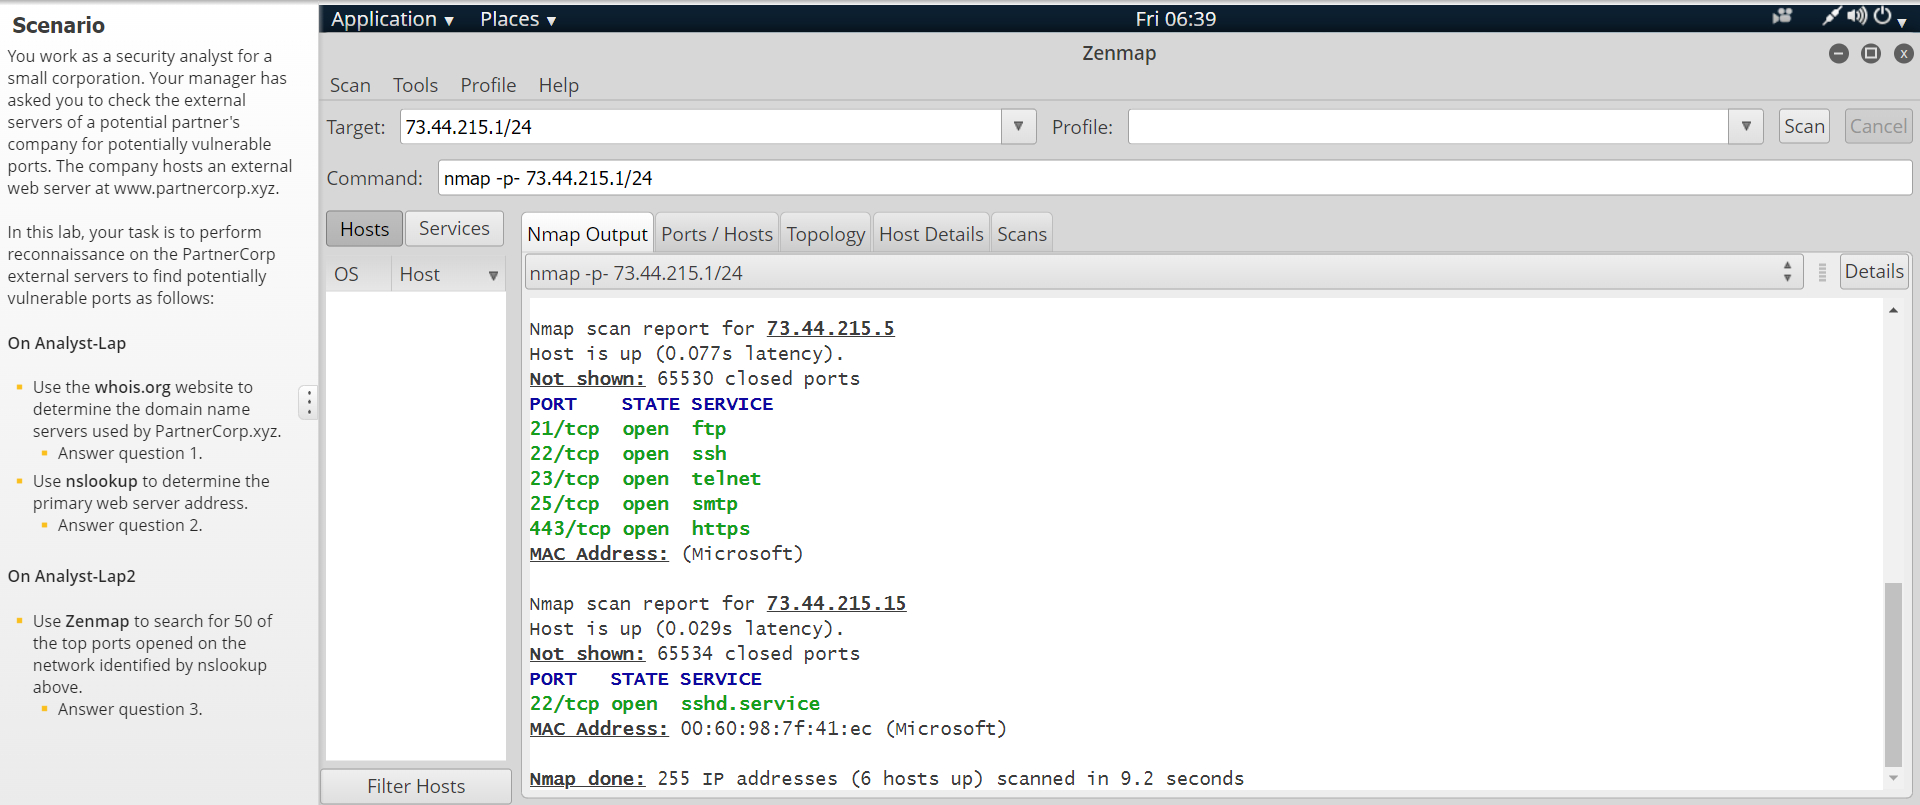 Scenario
You work as a security analyst for a
small corporation. Your manager has
asked you to check the external
servers of a potential partner's
company for potentially vulnerable
ports. The company hosts an external
web server at www.partnercorp.xyz.
In this lab, your task is to perform
reconnaissance on the PartnerCorp
external servers to find potentially
vulnerable ports as follows:
On Analyst-Lap
Use the whois.org website to
determine the domain name
servers used by PartnerCorp.xyz.
Answer question 1.
Use nslookup to determine the
primary web server address.
Answer question 2.
On Analyst-Lap2
Use Zenmap to search for 50 of
the top ports opened on the
network identified by nslookup
above.
Answer question 3.
Application Places Fri 06:39
Zenmap
Scan Tools Profile Help
Target: 73.44.215.1/24 Profile: Scan Cancel
Command: nmap -p- 73.44.215.1/24
Hosts Services
OS Host
Filter Hosts
Nmap Output Ports / Hosts Topology Host Details Scans
nmap -p- 73.44.215.1/24 Details
Nmap scan report for 73.44.215.5
Host is up (0.077s latency).
Not shown: 65530 closed ports
PORT STATE SERVICE
21/tcp open ftp
22/tcp open ssh
23/tcp open telnet
25/tcp open smtp
443/tcp open https
MAC Address: (Microsoft)
Nmap scan report for 73.44.215.15
Host is up (0.029s latency).
Not shown: 65534 closed ports
PORT STATE SERVICE
22/tcp open sshd.service
MAC Address: 00:60:98:7f:41:ec (Microsoft)
Nmap done: 255 IP addresses (6 hosts up) scanned in 9.2 seconds